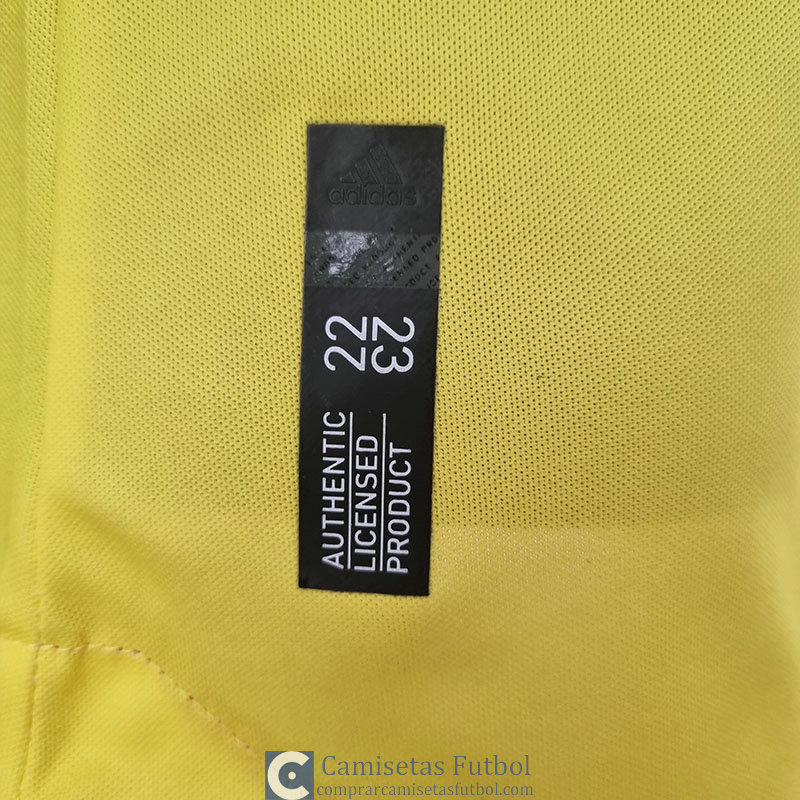 adidas
22
23
AUTHENTIC
LICENSED
PRODUCT
Camisetas Futbol
comprarcamisetasfutbol.com